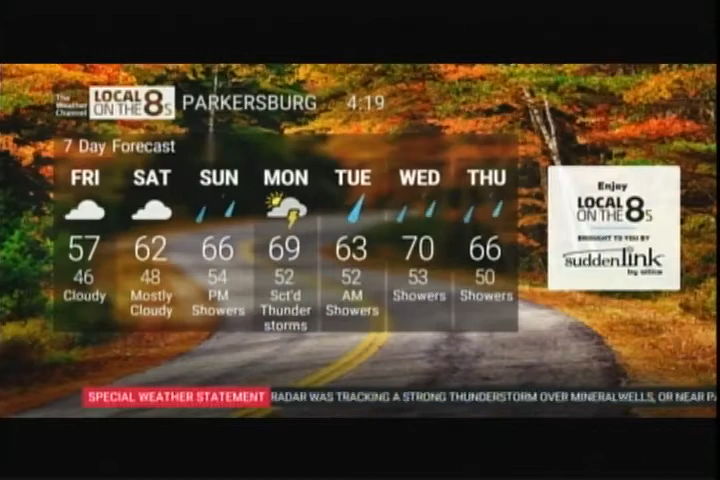 The
Weather
Channel
LOCAL
ON THE 8s
PARKERSBURG 4:19
7 Day Forecast
FRI SAT SUN MON TUE WED THU
57 62 66 69 63 70 66
46 48 54 52 52 53 50
Cloudy Mostly Cloudy PM Showers Sct'd Thunder storms AM Showers Showers Showers
Enjoy
LOCAL
ON THE 8s
BROUGHT TO YOU BY
suddenlink
by altice
SPECIAL WEATHER STATEMENT RADAR WAS TRACKING A STRONG THUNDERSTORM OVER MINERALWELLS, OR NEAR